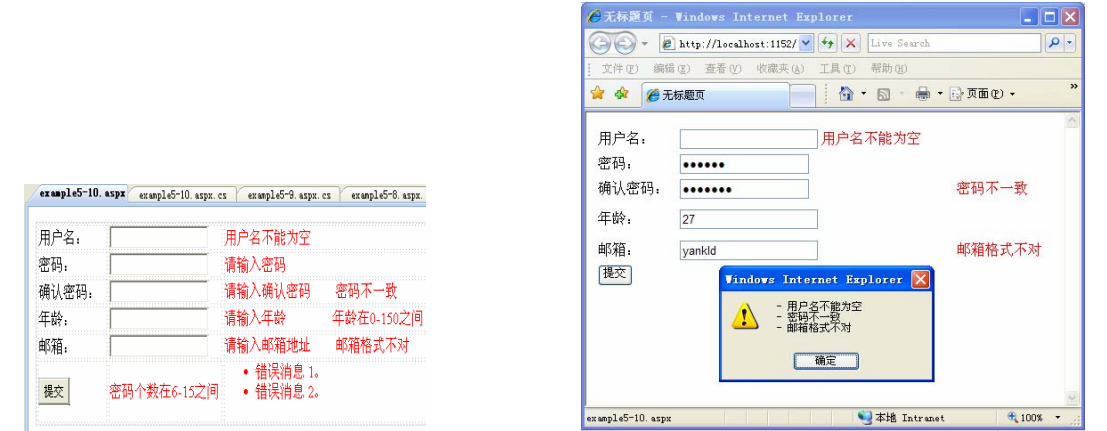 example5-10.aspx example5-10.aspx.cs example5-9.aspx.cs example5-8.aspx.
用户名： 用户名不能为空
密码： 请输入密码
确认密码： 请输入确认密码 密码不一致
年龄： 请输入年龄 年龄在0-150之间
邮箱： 请输入邮箱地址 邮箱格式不对
• 错误消息 1。
提交 密码个数在6-15之间
• 错误消息 2。
无标题页 - Windows Internet Explorer
http://localhost:1152/ Live Search
文件(F) 编辑(E) 查看(V) 收藏夹(A) 工具(T) 帮助(H)
无标题页 页面(P) »
用户名： 用户名不能为空
密码： ●●●●●●
确认密码： ●●●●●●● 密码不一致
年龄： 27
邮箱： yankld 邮箱格式不对
提交
Windows Internet Explorer
- 用户名不能为空
- 密码不一致
- 邮箱格式不对
确定
example5-10.aspx 本地 Intranet 100%